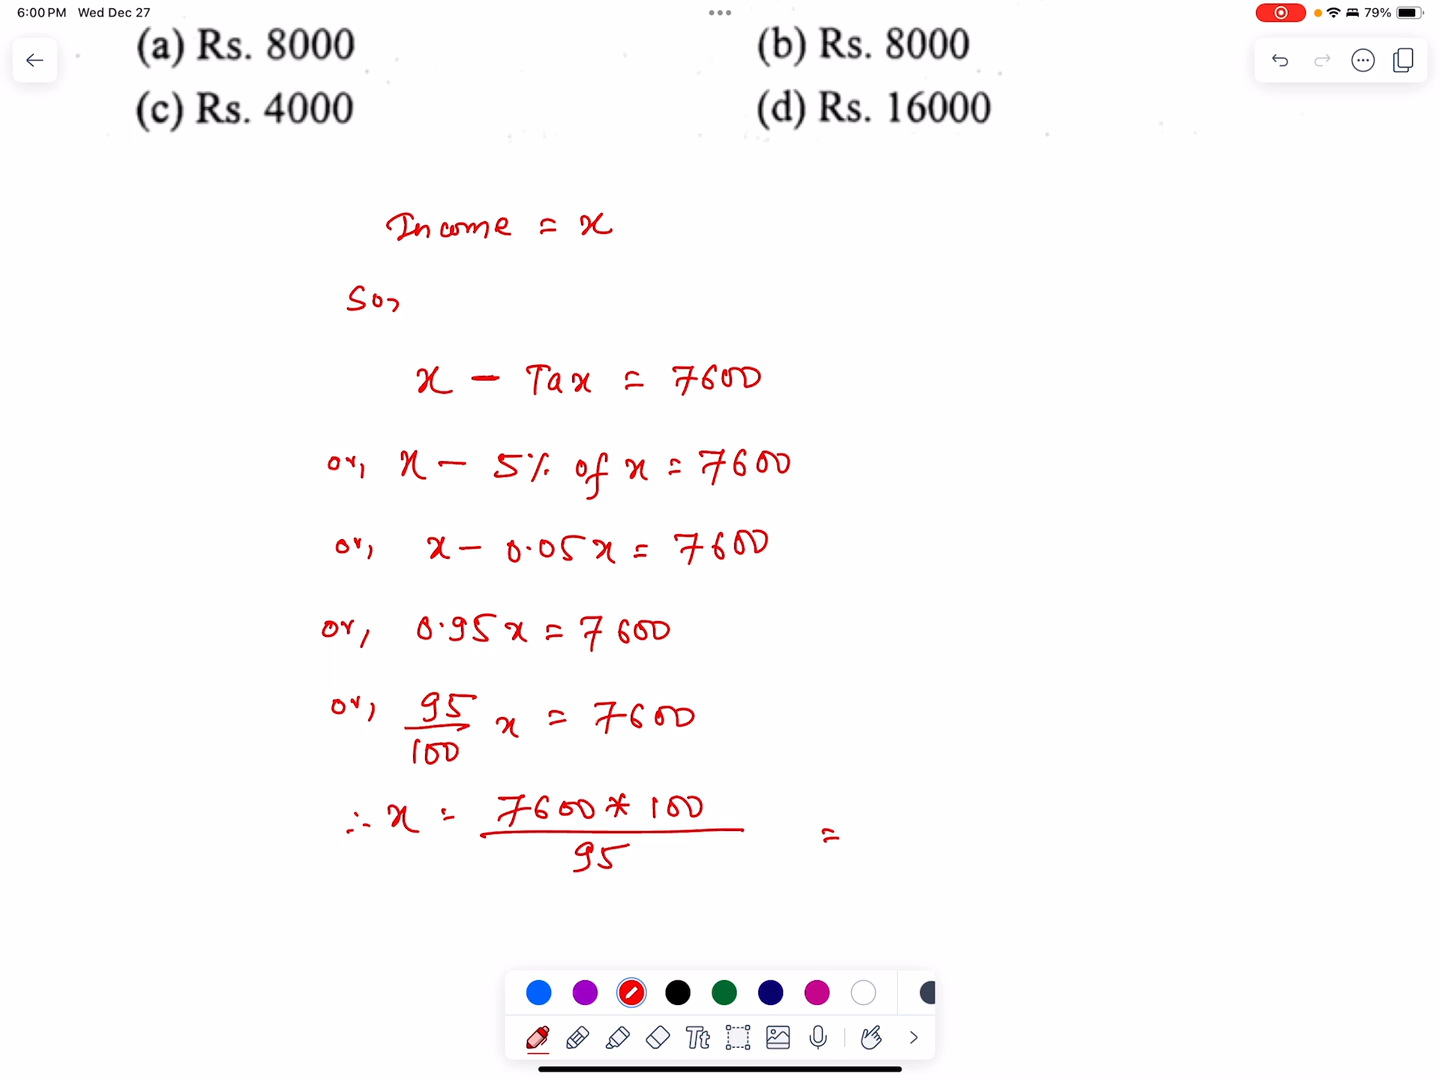 6:00 PM Wed Dec 27
79%
(a) Rs. 8000 (b) Rs. 8000
(c) Rs. 4000 (d) Rs. 16000
Income = x
So,
x - Tax = 7600
or, x - 5% of x = 7600
or, x - 0.05x = 7600
or, 0.95x = 7600
or, 95/100 x = 7600
∴ x = 7600 * 100 / 95 =
Tt